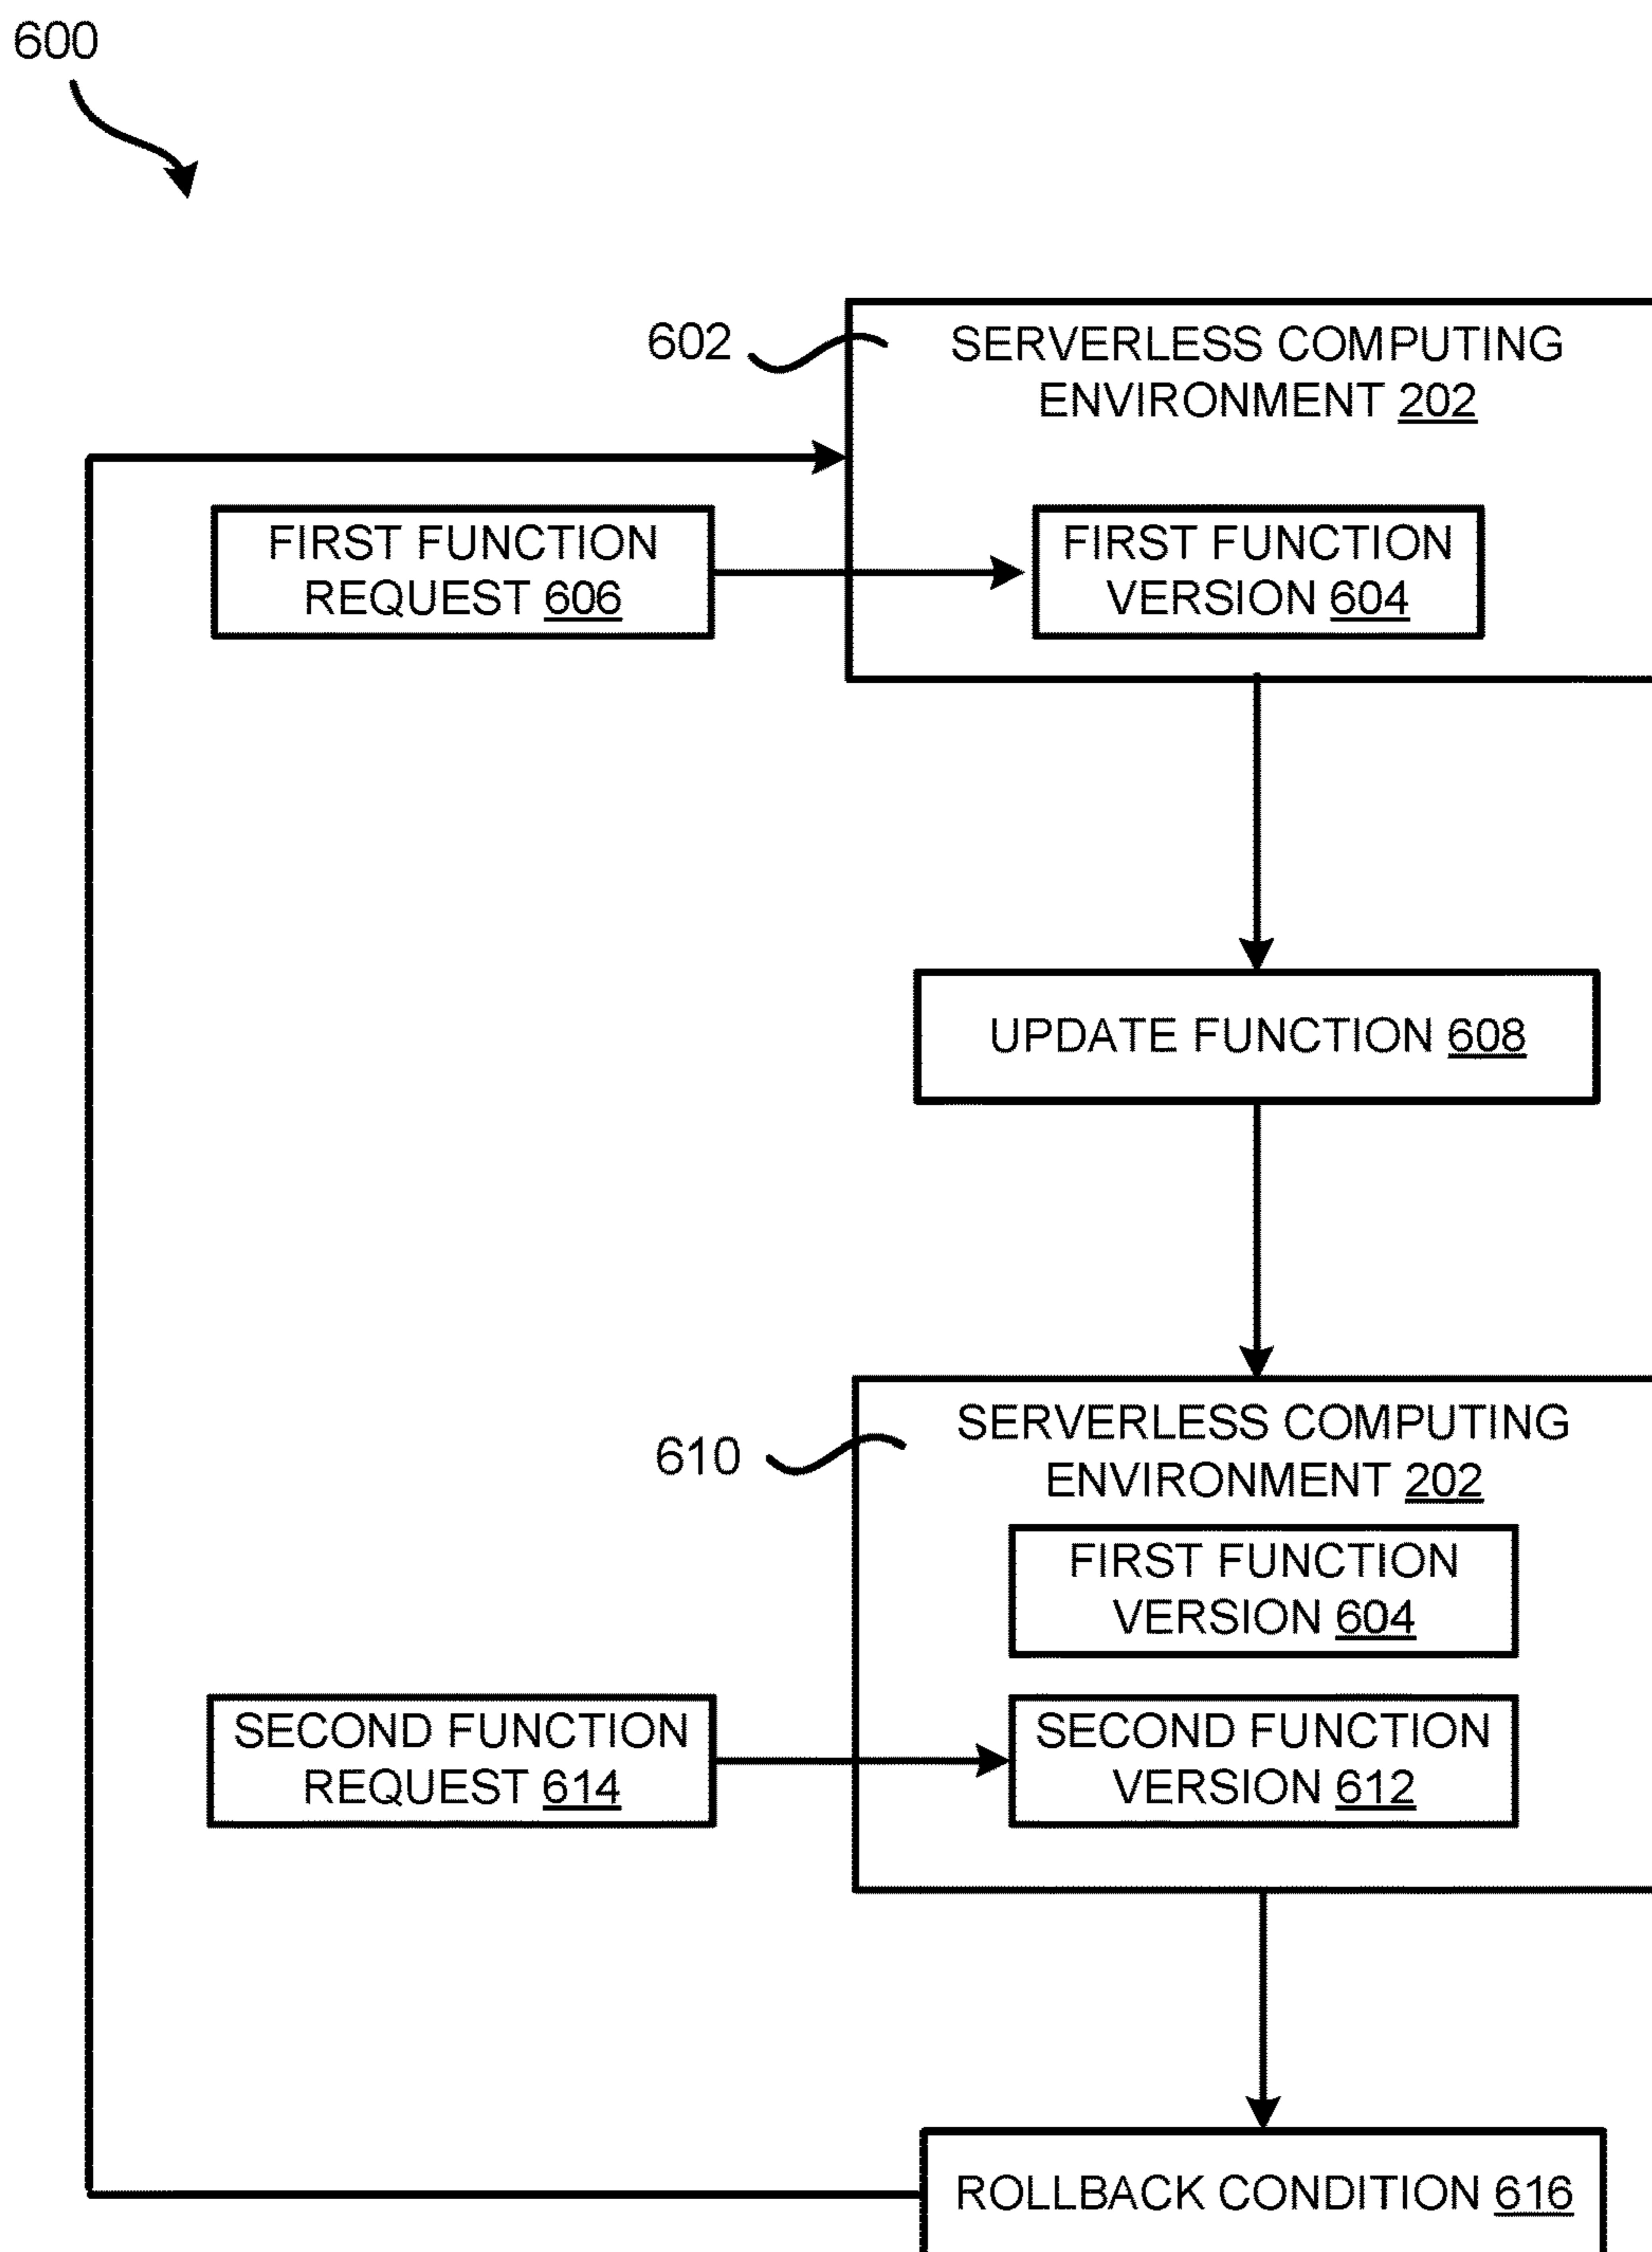 600
602
SERVERLESS COMPUTING
ENVIRONMENT 202
FIRST FUNCTION
REQUEST 606
FIRST FUNCTION
VERSION 604
UPDATE FUNCTION 608
610
SERVERLESS COMPUTING
ENVIRONMENT 202
FIRST FUNCTION
VERSION 604
SECOND FUNCTION
REQUEST 614
SECOND FUNCTION
VERSION 612
ROLLBACK CONDITION 616